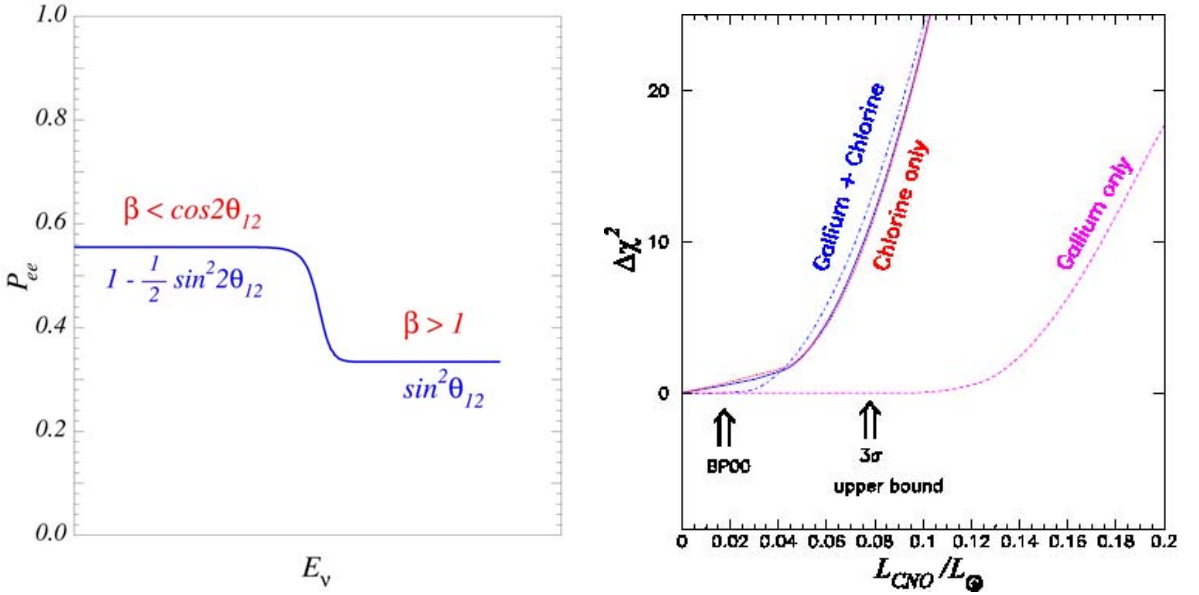 1.0
0.8
0.6
0.4
0.2
0.0
P_ee
β < cos2θ_12
1 - 1/2 sin^2 2θ_12
β > 1
sin^2θ_12
E_ν
20
10
0
Δχ^2
Gallium + Chlorine
Chlorine only
Gallium only
BP00
3σ
upper bound
0 0.02 0.04 0.06 0.08 0.1 0.12 0.14 0.16 0.18 0.2
L_CNO/L_☉